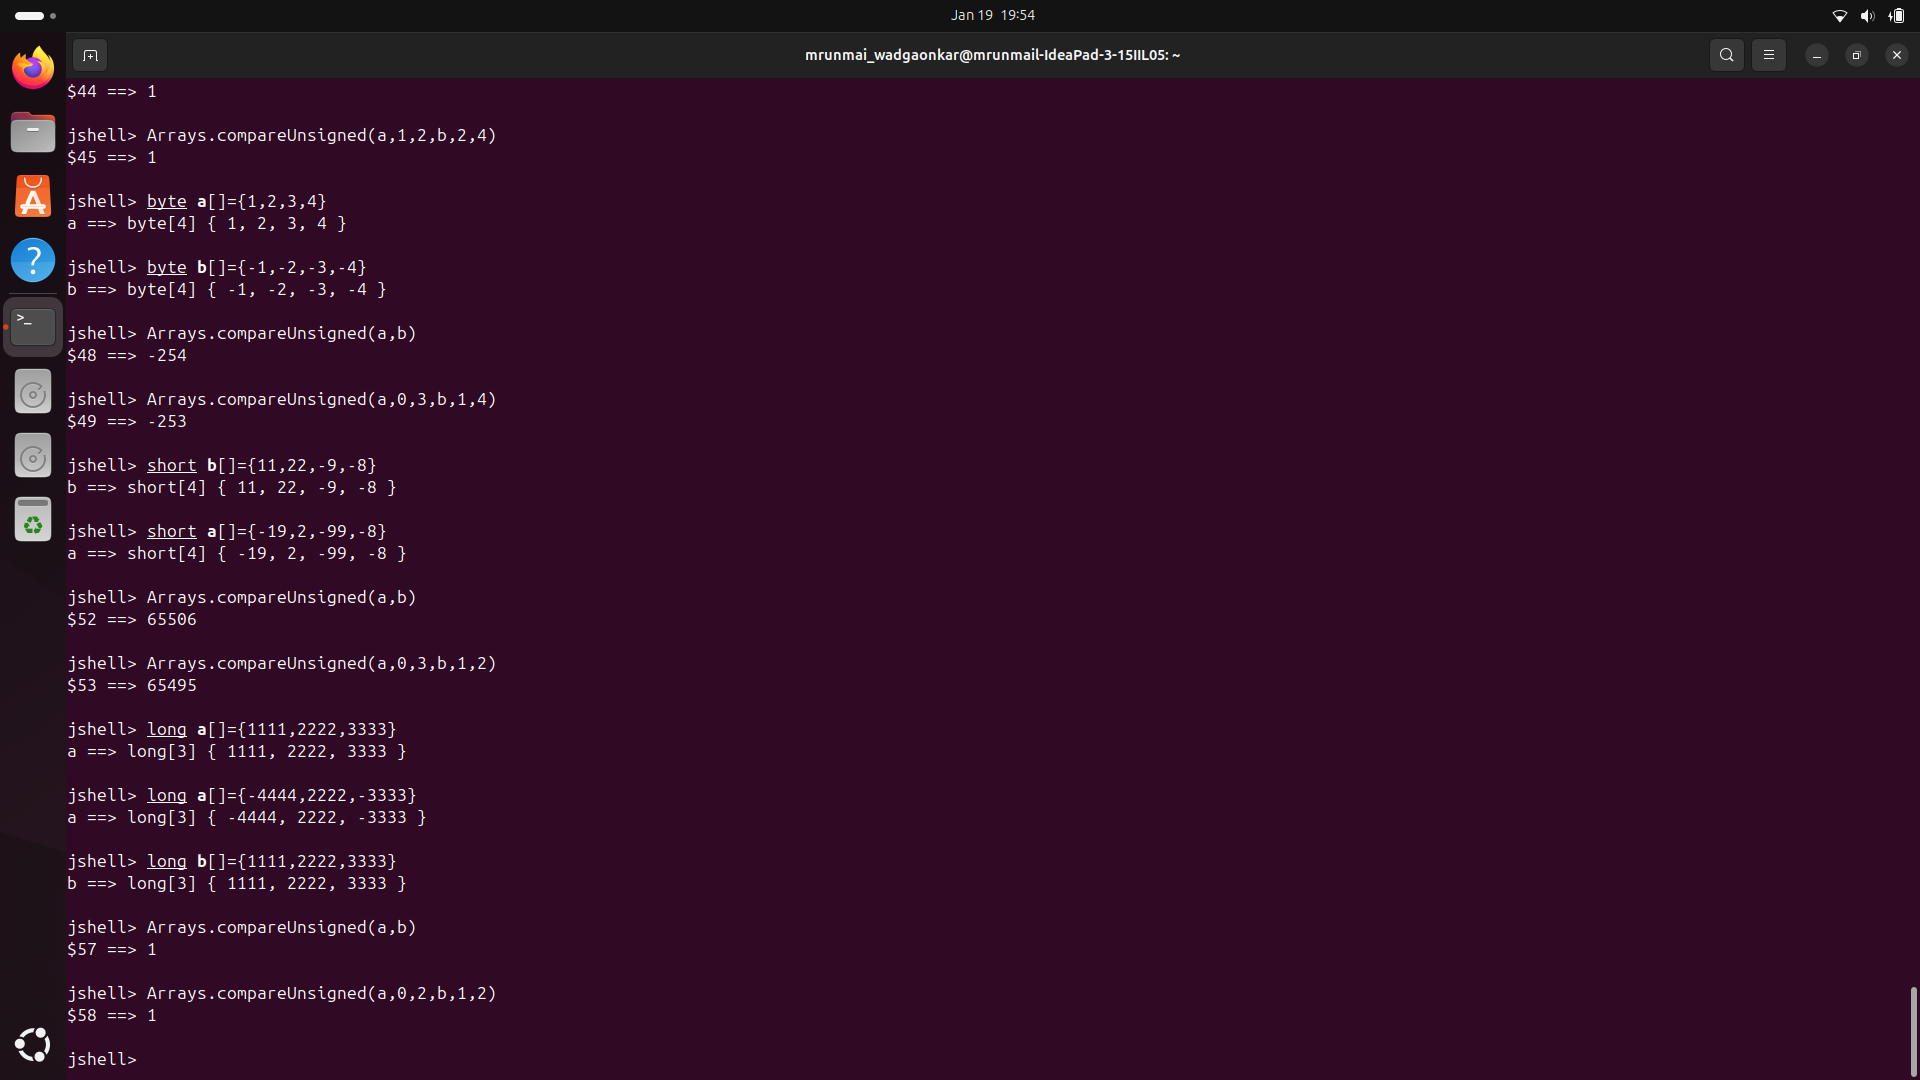 Jan 19 19:54
mrunmai_wadgaonkar@mrunmail-IdeaPad-3-15IIL05: ~
$44 ==> 1
jshell> Arrays.compareUnsigned(a,1,2,b,2,4)
$45 ==> 1
jshell> byte a[]={1,2,3,4}
a ==> byte[4] { 1, 2, 3, 4 }
jshell> byte b[]={-1,-2,-3,-4}
b ==> byte[4] { -1, -2, -3, -4 }
jshell> Arrays.compareUnsigned(a,b)
$48 ==> -254
jshell> Arrays.compareUnsigned(a,0,3,b,1,4)
$49 ==> -253
jshell> short b[]={11,22,-9,-8}
b ==> short[4] { 11, 22, -9, -8 }
jshell> short a[]={-19,2,-99,-8}
a ==> short[4] { -19, 2, -99, -8 }
jshell> Arrays.compareUnsigned(a,b)
$52 ==> 65506
jshell> Arrays.compareUnsigned(a,0,3,b,1,2)
$53 ==> 65495
jshell> long a[]={1111,2222,3333}
a ==> long[3] { 1111, 2222, 3333 }
jshell> long a[]={-4444,2222,-3333}
a ==> long[3] { -4444, 2222, -3333 }
jshell> long b[]={1111,2222,3333}
b ==> long[3] { 1111, 2222, 3333 }
jshell> Arrays.compareUnsigned(a,b)
$57 ==> 1
jshell> Arrays.compareUnsigned(a,0,2,b,1,2)
$58 ==> 1
jshell>